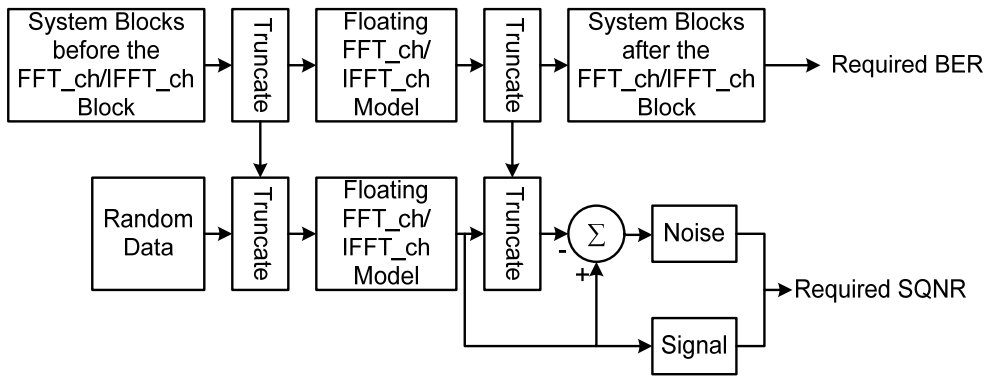 System Blocks
before the
FFT_ch/IFFT_ch
Block
Truncate
Floating
FFT_ch/
IFFT_ch
Model
Truncate
System Blocks
after the
FFT_ch/IFFT_ch
Block
Required BER
Random
Data
Truncate
Floating
FFT_ch/
IFFT_ch
Model
Truncate
-
+
Σ
Noise
Signal
Required SQNR